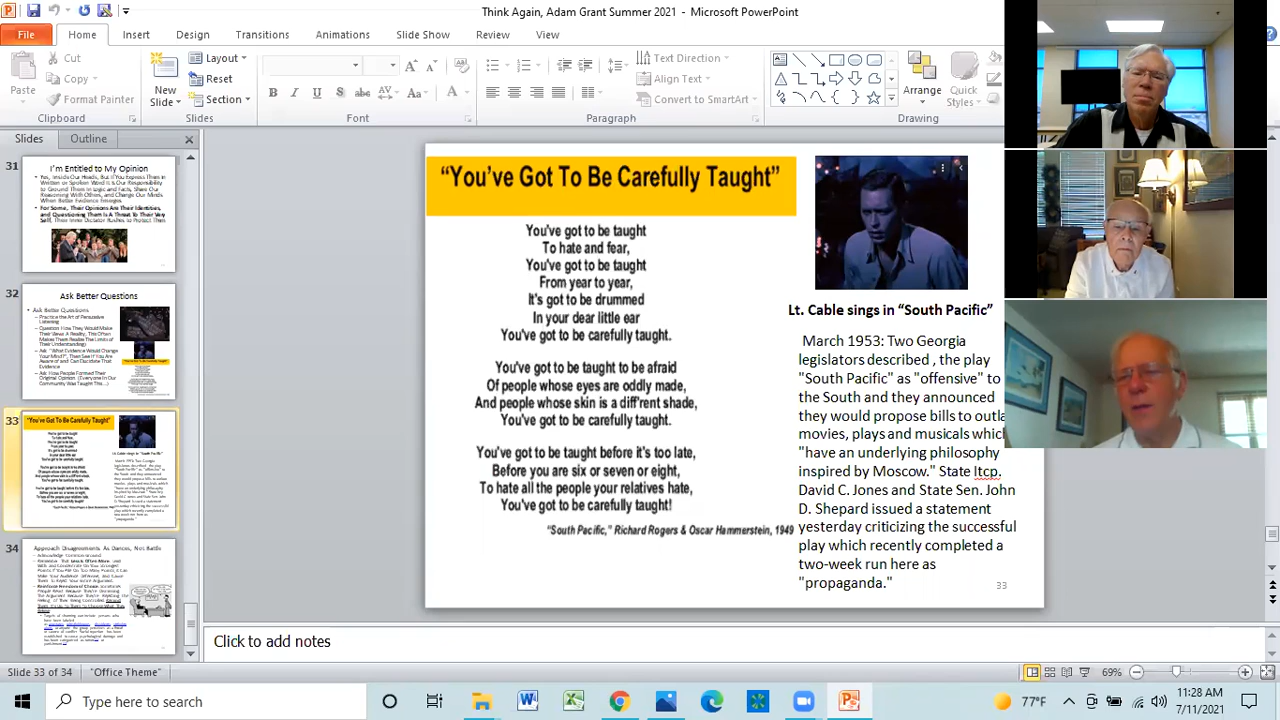 Think Again, Adam Grant Summer 2021 - Microsoft PowerPoint
File Home Insert Design Transitions Animations Slide Show Review View
Cut
Copy
Format Painter
Paste
Clipboard
New
Slide
Layout
Reset
Section
Slides
B I U S abc AV Aa A
Font
Text Direction
Align Text
Convert to SmartArt
Paragraph
Arrange
Quick
Styles
Drawing
Slides Outline
31
I'm Entitled to My Opinion
32
Ask Better Questions
33
34
Approach Disagreements As Dances, Not Battle
"You've Got To Be Carefully Taught"
You've got to be taught
To hate and fear,
You've got to be taught
From year to year,
It's got to be drummed
In your dear little ear
You've got to be carefully taught.
You've got to be taught to be afraid
Of people whose eyes are oddly made,
And people whose skin is a diff'rent shade,
You've got to be carefully taught.
You've got to be taught before it's too late,
Before you are six or seven or eight,
To hate all the people your relatives hate,
You've got to be carefully taught!
"South Pacific," Richard Rogers & Oscar Hammerstein, 1949
Lt. Cable sings in "South Pacific"
March 1953: Two Georgia
legislators described , the play
"South Pacific" as "offensive" to
the South and they announced
they would propose bills to outla
movies, plays and musicals which
"have an underlying philosophy
inspired by Moscow." State
David C. Jones and State Sen. John
D. Shepard issued a statement
yesterday criticizing the successful
play which recently completed a
two-week run here as
"propaganda."
33
Click to add notes
Slide 33 of 34 "Office Theme" 69%
Type here to search
77°F
11:28 AM
7/11/2021